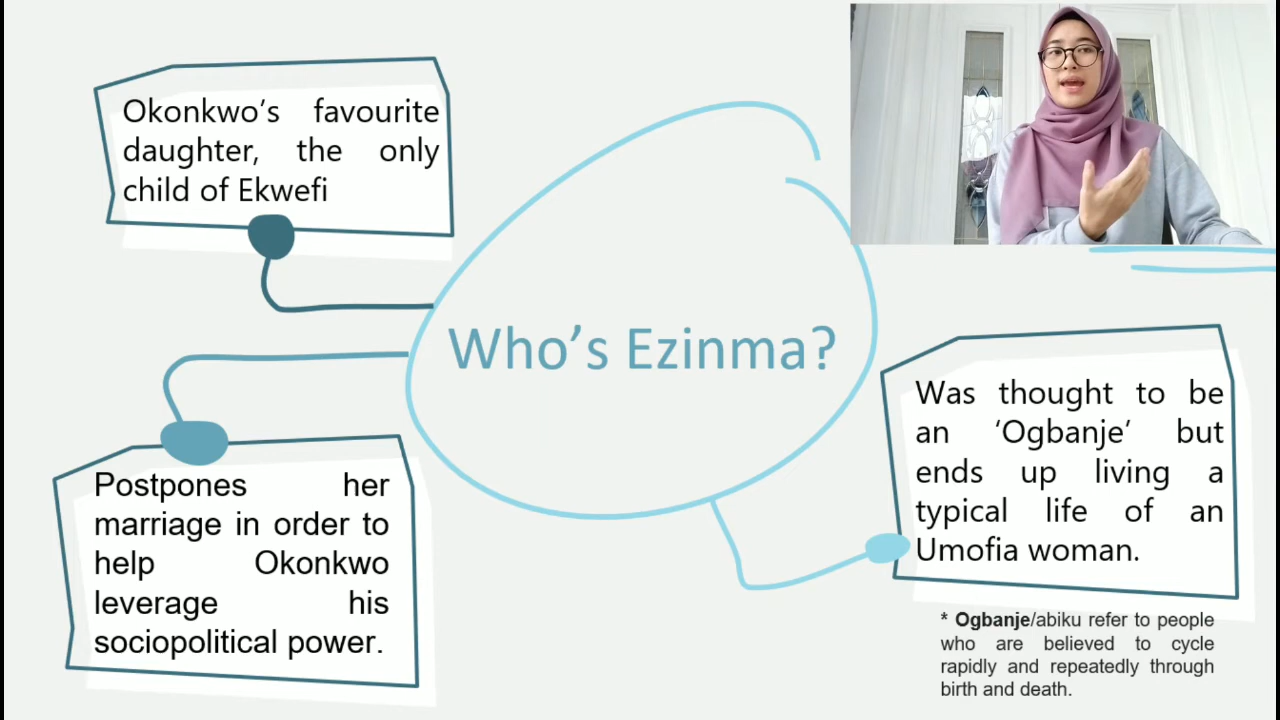 Okonkwo's favourite
daughter, the only
child of Ekwefi
Who's Ezinma?
Postpones her
marriage in order to
help Okonkwo
leverage his
sociopolitical power.
Was thought to be
an ‘Ogbanje’ but
ends up living a
typical life of an
Umofia woman.
* Ogbanje/abiku refer to people
who are believed to cycle
rapidly and repeatedly through
birth and death.